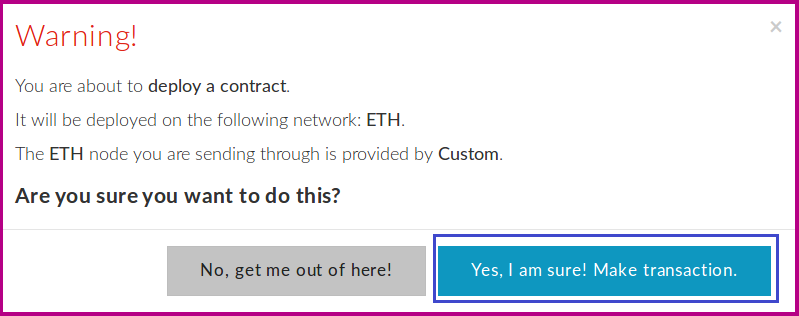 Warning!
×
You are about to deploy a contract.
It will be deployed on the following network: ETH.
The ETH node you are sending through is provided by Custom.
Are you sure you want to do this?
No, get me out of here!
Yes, I am sure! Make transaction.